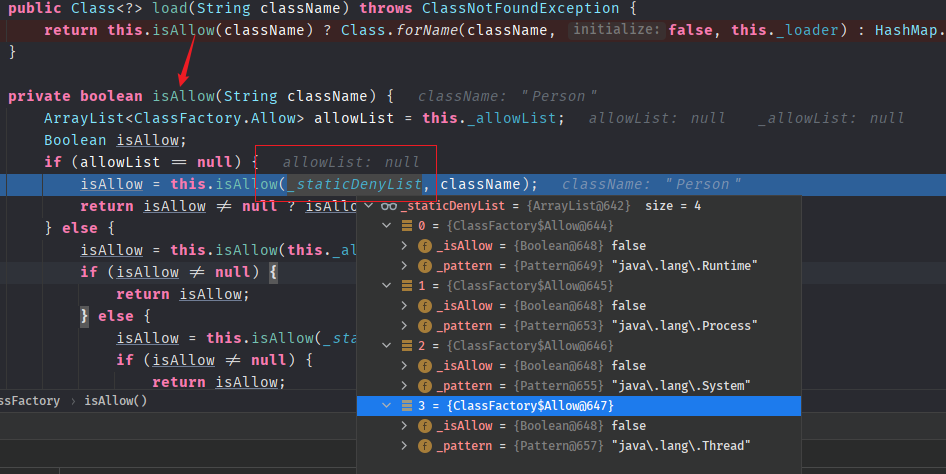 public Class<?> load(String className) throws ClassNotFoundException {
return this.isAllow(className) ? Class.forName(className, initialize: false, this._loader) : HashMap.
}
private boolean isAllow(String className) { className: "Person"
ArrayList<ClassFactory.Allow> allowList = this._allowList; allowList: null _allowList: null
Boolean isAllow;
if (allowList == null) { allowList: null
isAllow = this.isAllow(_staticDenyList, className); className: "Person"
return isAllow ≠ null ? isAllo
} else {
isAllow = this.isAllow(this._al
if (isAllow ≠ null) {
return isAllow;
} else {
isAllow = this.isAllow(_sta
if (isAllow ≠ null) {
return isAllow;
_staticDenyList = {ArrayList@642} size = 4
0 = {ClassFactory$Allow@644}
_isAllow = {Boolean@648} false
_pattern = {Pattern@649} "java\.lang\.Runtime"
1 = {ClassFactory$Allow@645}
_isAllow = {Boolean@648} false
_pattern = {Pattern@653} "java\.lang\.Process"
2 = {ClassFactory$Allow@646}
_isAllow = {Boolean@648} false
_pattern = {Pattern@655} "java\.lang\.System"
3 = {ClassFactory$Allow@647}
_isAllow = {Boolean@648} false
_pattern = {Pattern@657} "java\.lang\.Thread"
ssFactory › isAllow()